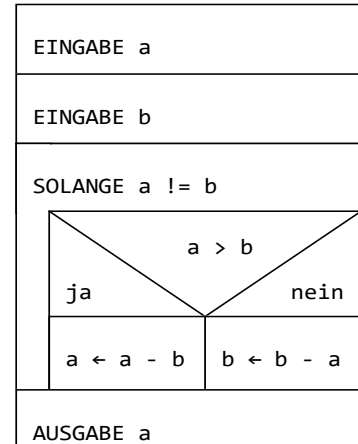 EINGABE a
EINGABE b
SOLANGE a != b
a > b
ja nein
a ← a - b b ← b - a
AUSGABE a